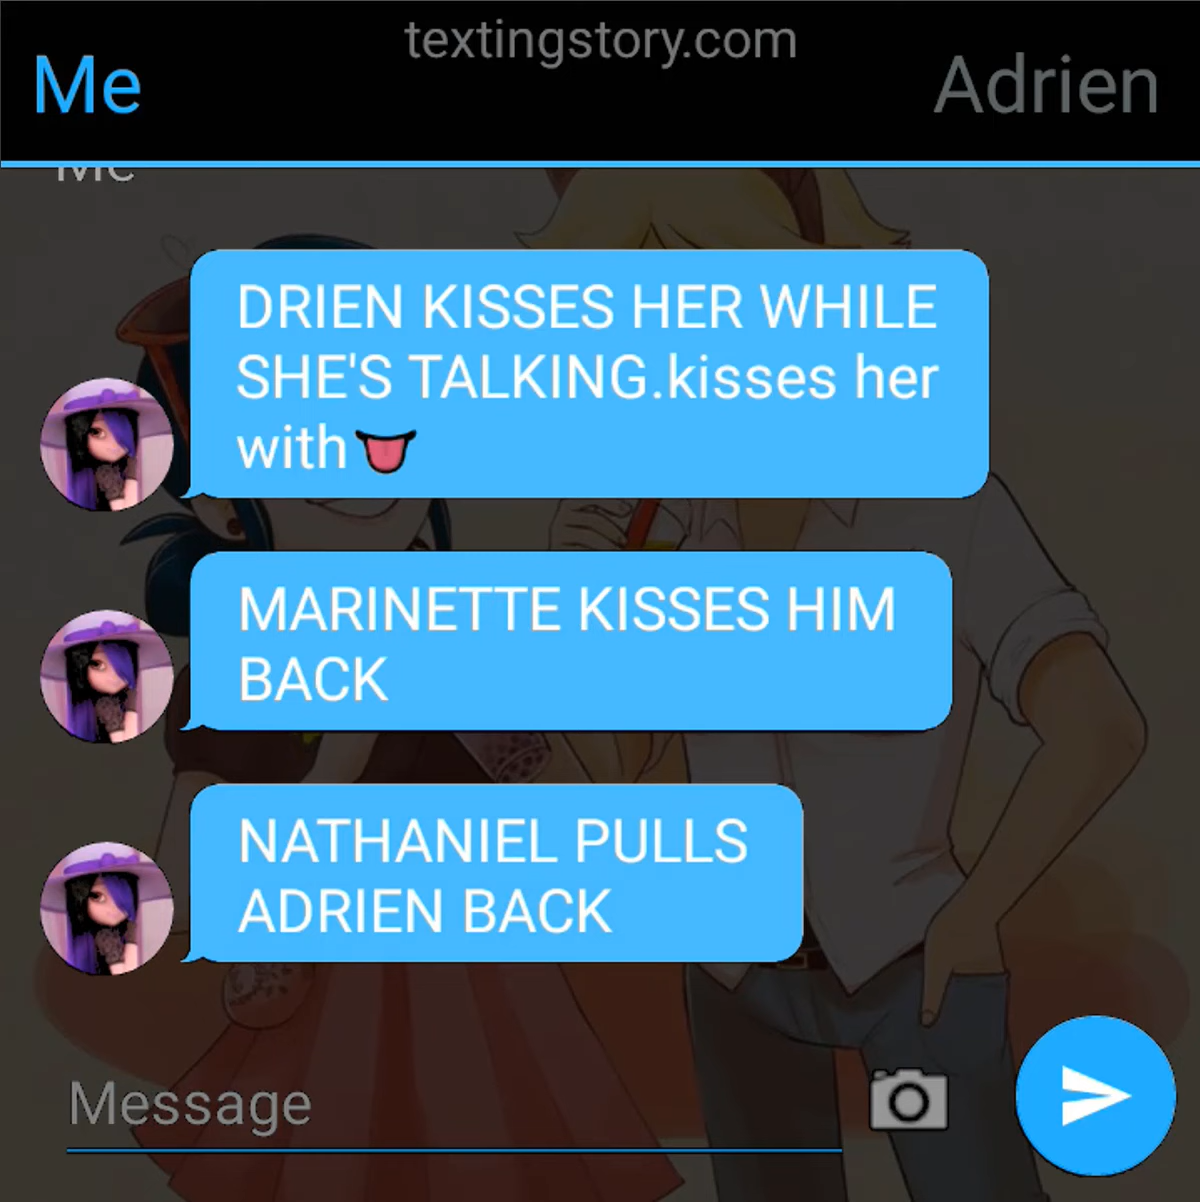 textingstory.com
Me
Adrien
Me
DRIEN KISSES HER WHILE
SHE'S TALKING.kisses her
with👅
MARINETTE KISSES HIM
BACK
NATHANIEL PULLS
ADRIEN BACK
Message